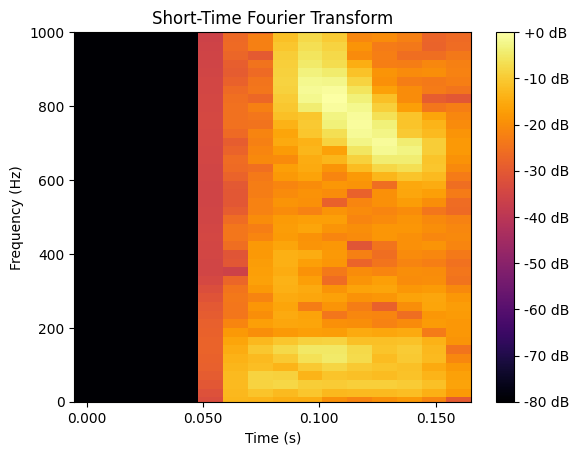 Short-Time Fourier Transform
1000
800
600
400
200
0
Frequency (Hz)
0.000
0.050
0.100
0.150
Time (s)
+0 dB
-10 dB
-20 dB
-30 dB
-40 dB
-50 dB
-60 dB
-70 dB
-80 dB